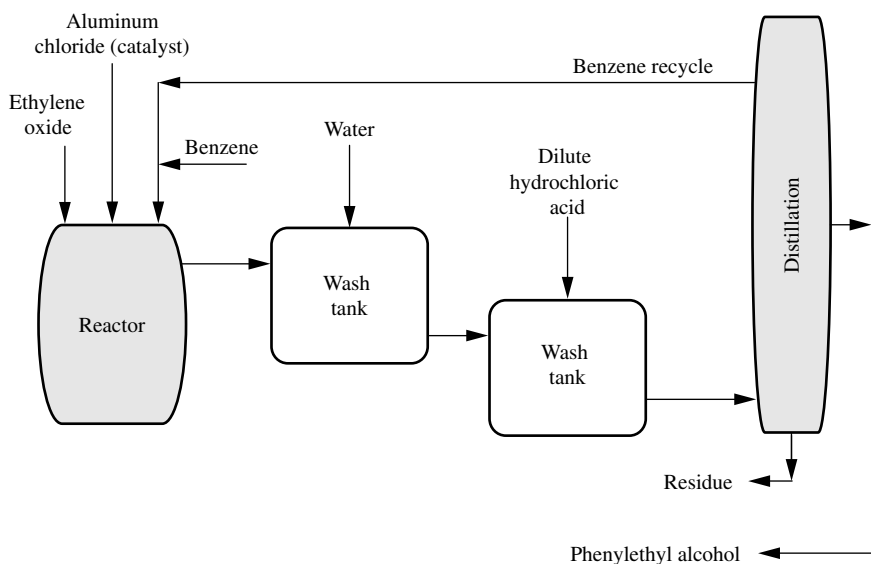 Aluminum
chloride (catalyst)
Benzene recycle
Ethylene
oxide
Benzene
Water
Dilute
hydrochloric
acid
Distillation
Wash
tank
Reactor
Wash
tank
Residue
Phenylethyl alcohol